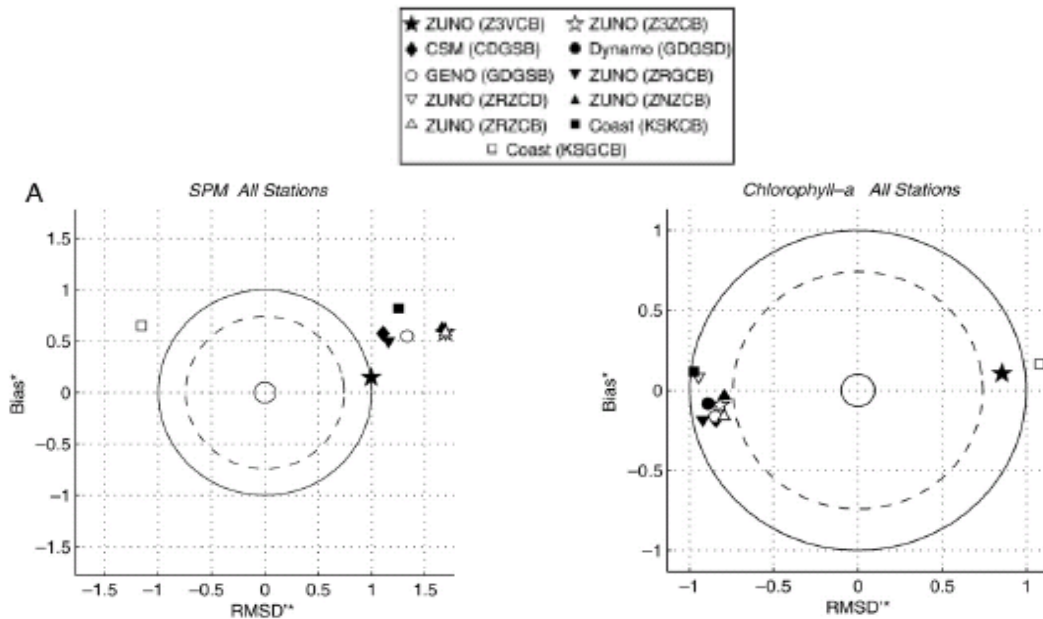 ZUNO (Z3VCB) ZUNO (Z3ZCB)
CSM (CDGSB) Dynamo (GDGSD)
GENO (GDGSB) ZUNO (ZRGCB)
ZUNO (ZRZCD) ZUNO (ZNZCB)
ZUNO (ZRZCB) Coast (KSKCB)
Coast (KSGCB)
A
SPM All Stations
1.5
1
0.5
0
−0.5
−1
−1.5
Bias*
−1.5 −1 −0.5 0 0.5 1 1.5
RMSD'*
Chlorophyll−a All Stations
1
0.5
0
−0.5
−1
Bias*
−1 −0.5 0 0.5 1
RMSD'*